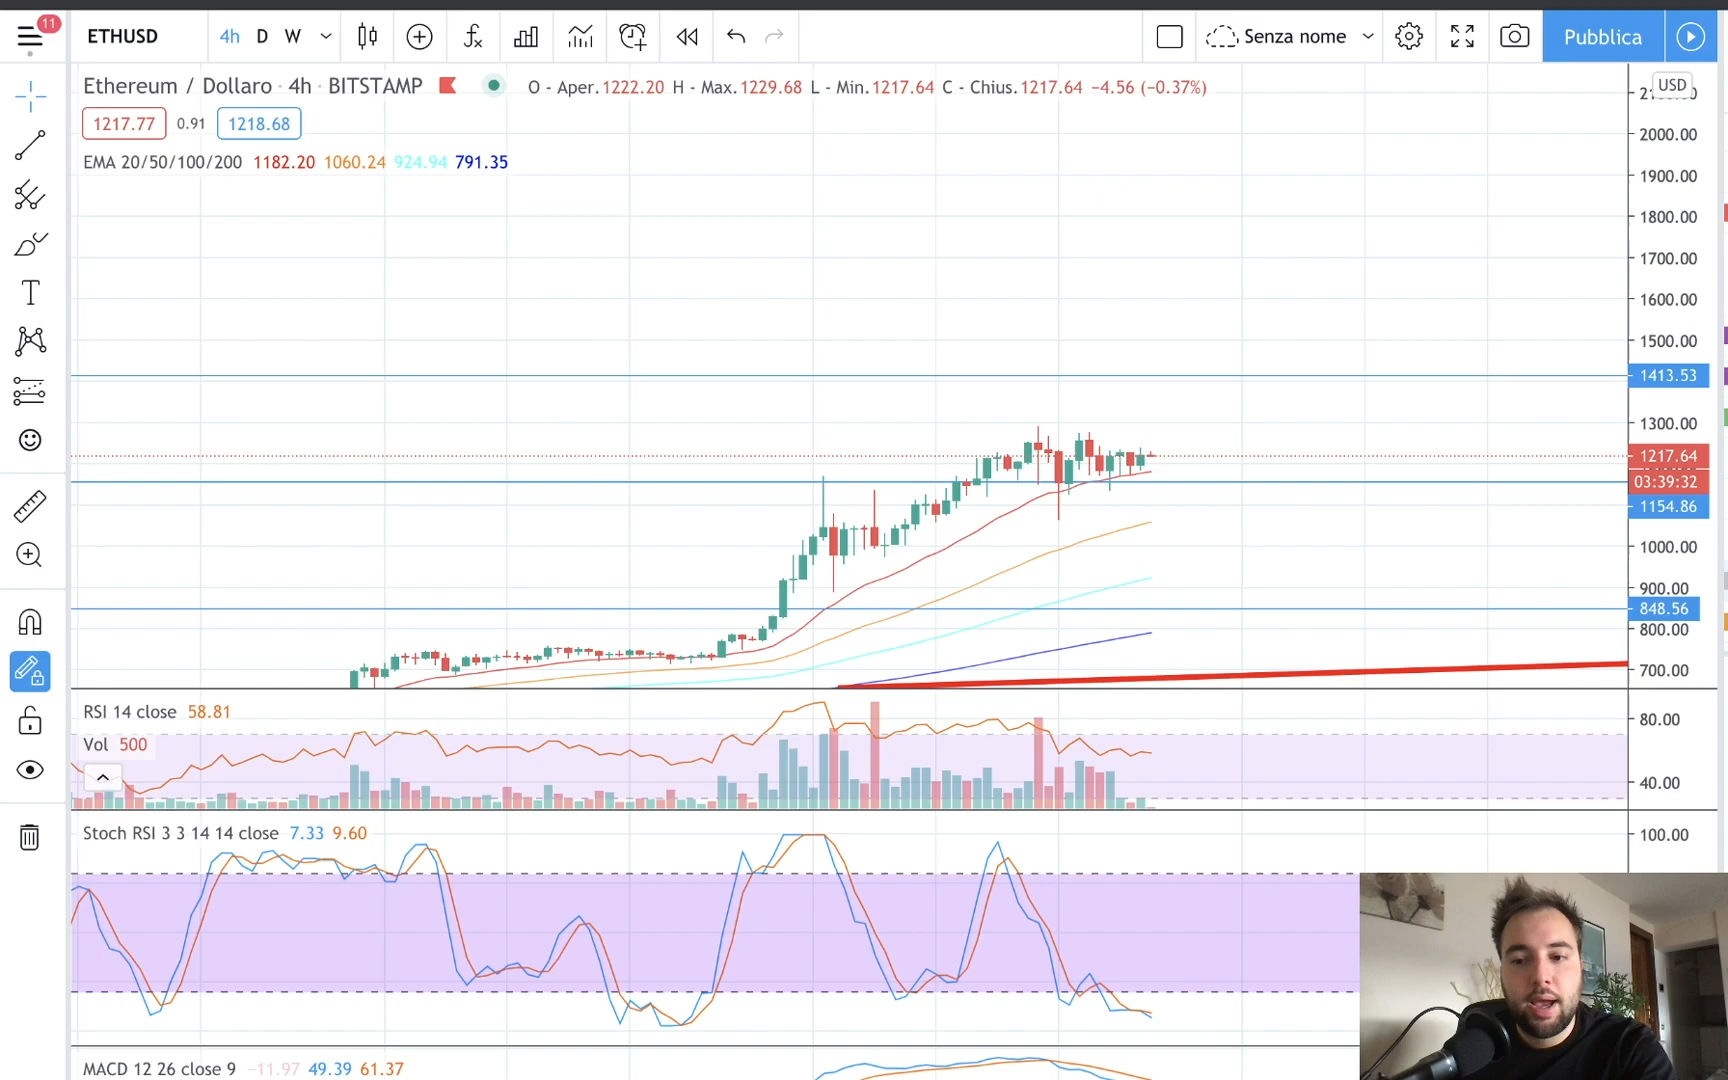 11
ETHUSD 4h D W Senza nome Pubblica
Ethereum / Dollaro · 4h · BITSTAMP O - Aper.1222.20 H - Max.1229.68 L - Min.1217.64 C - Chius.1217.64 −4.56 (−0.37%)
USD
1217.77 0.91 1218.68
EMA 20/50/100/200 1182.20 1060.24 924.94 791.35
2000.00
1900.00
1800.00
1700.00
1600.00
1500.00
1413.53
1300.00
1217.64
03:39:32
1154.86
1000.00
900.00
848.56
800.00
700.00
RSI 14 close 58.81
80.00
Vol 500
40.00
Stoch RSI 3 3 14 14 close 7.33 9.60
100.00
MACD 12 26 close 9 −11.97 49.39 61.37